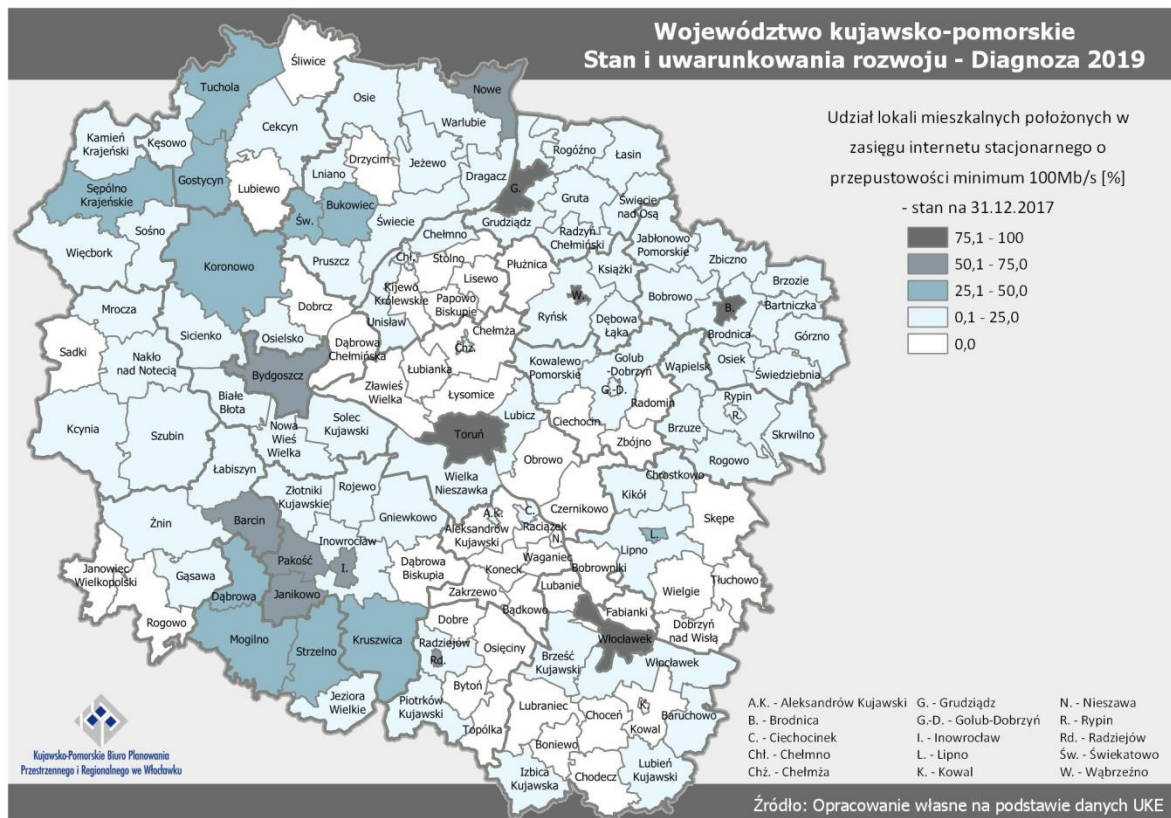 Województwo kujawsko-pomorskie
Stan i uwarunkowania rozwoju - Diagnoza 2019
Udział lokali mieszkalnych położonych w
zasięgu internetu stacjonarnego o
przepustowości minimum 100Mb/s [%]
- stan na 31.12.2017
75,1 - 100
50,1 - 75,0
25,1 - 50,0
0,1 - 25,0
0,0
Śliwice
Tuchola
Nowe
Osie
Cekcyn
Warlubie
Kamień
Krajeński
Kęsowo
Rogóźno
Łasin
Drzycim
Jeżewo
Lniano
Dragacz
G.
Gostycyn
Lubiewo
Sępólno
Krajeńskie
Bukowiec
Gruta
Święcie
nad Osą
Św.
Świecie
Grudziądz
Radzyń
Chełmiński
Sośno
Więcbork
Chełmno
Jabłonowo
Pomorskie
Pruszcz
Koronowo
Chł.
Stolno
Płużnica
Książki
Zbiczno
Lisewo
Kijewo
Królewskie
Brzozie
Bobrowo
Bartniczka
Papowo
Biskupie
W.
B.
Mrocza
Dobrcz
Unisław
Ryńsk
Dębowa
Łąka
Sicienko
Osielsko
Chełmża
Brodnica
Górzno
Dąbrowa
Chełmińska
Chż.
Sadki
Nakło
nad Notecią
Kowalewo
Pomorskie
Golub
-Dobrzyń
Wąpielsk
Osiek
Świedziebnia
Łubianka
Bydgoszcz
Zławieś
Wielka
Łysomice
G.-D.
Radomin
Rypin
R.
Białe
Błota
Lubicz
Ciechocin
Kcynia
Szubin
Nowa
Wieś
Wielka
Solec
Kujawski
Toruń
Brzuze
Skrwilno
Zbójno
Obrowo
Rogowo
Łabiszyn
Wielka
Nieszawka
Chrostkowo
Złotniki
Kujawskie
Rojewo
Kikół
Gniewkowo
Czernikowo
Skępe
Żnin
Barcin
A.K.
C.
Aleksandrów
Kujawski
Raciążek
N.
L.
Inowrocław
Lipno
Pakość
I.
Waganiec
Janowiec
Wielkopolski
Gąsawa
Dąbrowa
Biskupia
Koneck
Bobrowniki
Tłuchowo
Dąbrowa
Janikowo
Zakrzewo
Lubanie
Wielgie
Rogowo
Bądkowo
Fabianki
Dobrzyń
nad Wisłą
Mogilno
Strzelno
Kruszwica
Dobre
Radziejów
Osięciny
Włocławek
Rd.
Brześć
Kujawski
Włocławek
Jeziora
Wielkie
Bytoń
Piotrków
Kujawski
Lubraniec
Choceń
K.
Kowal
Baruchowo
Topólka
Boniewo
Izbica
Kujawska
Chodecz
Lubień
Kujawski
Kujawsko-Pomorskie Biuro Planowania
Przestrzennego i Regionalnego we Włocławku
A.K. - Aleksandrów Kujawski
B. - Brodnica
C. - Ciechocinek
Chł. - Chełmno
Chż. - Chełmża
G. - Grudziądz
G.-D. - Golub-Dobrzyń
I. - Inowrocław
L. - Lipno
K. - Kowal
N. - Nieszawa
R. - Rypin
Rd. - Radziejów
Św. - Świekatowo
W. - Wąbrzeźno
Źródło: Opracowanie własne na podstawie danych UKE